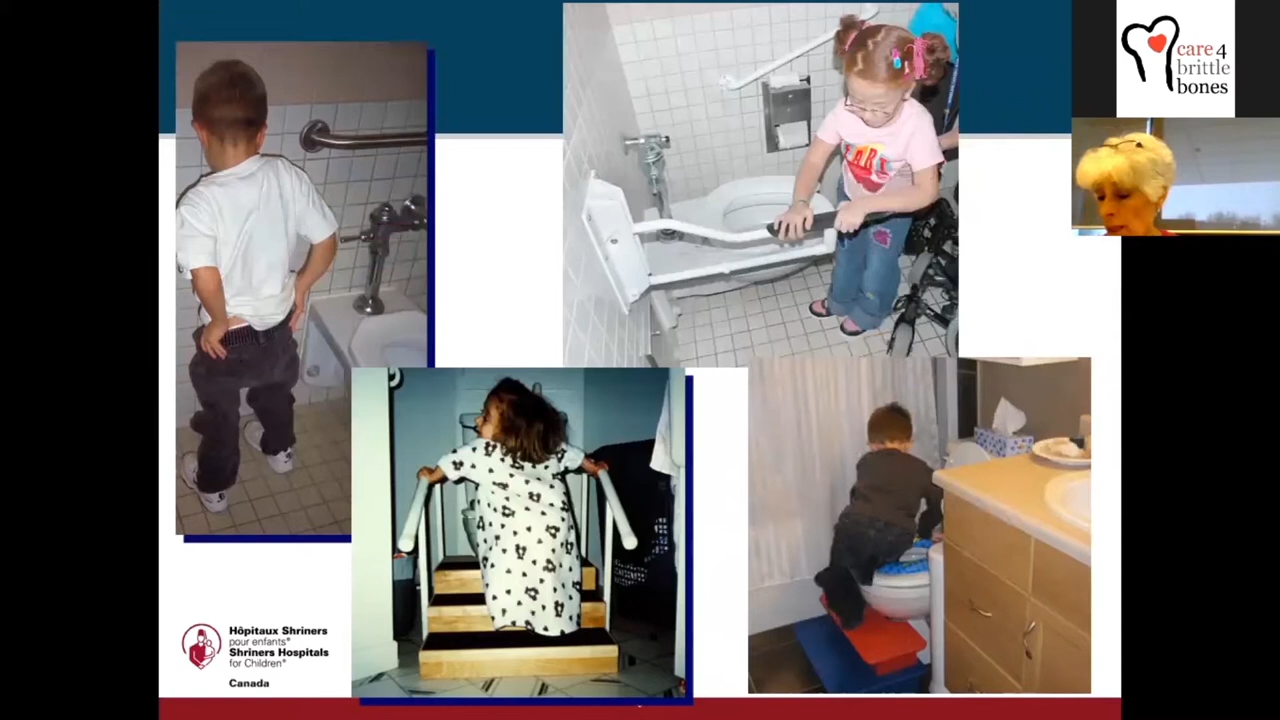 care 4
brittle
bones
Hôpitaux Shriners
pour enfants®
Shriners Hospitals
for Children®
Canada